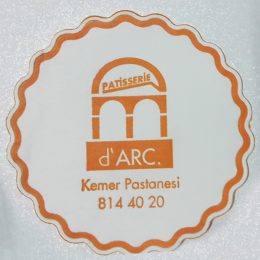 PATISSERIE
d'ARC.
Kemer Pastanesi
814 40 20